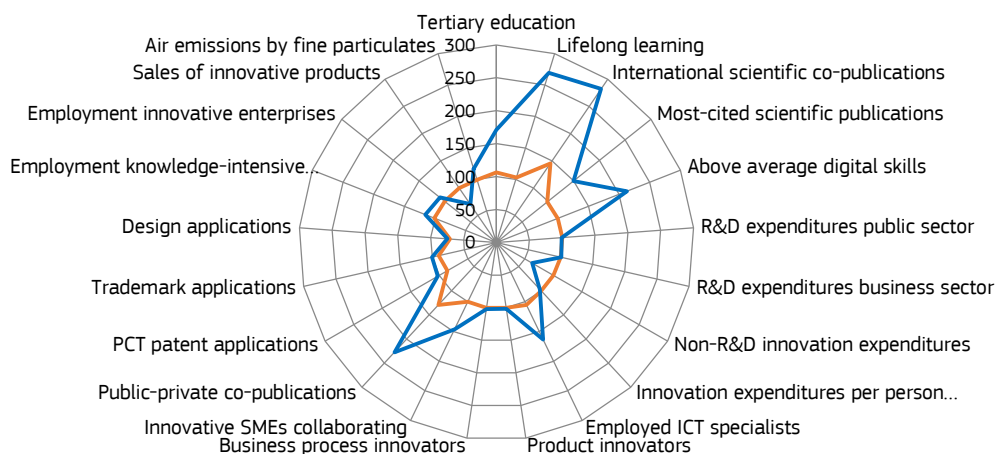 Tertiary education
Lifelong learning
International scientific co-publications
Most-cited scientific publications
Above average digital skills
R&D expenditures public sector
R&D expenditures business sector
Non-R&D innovation expenditures
Innovation expenditures per person...
Employed ICT specialists
Product innovators
Business process innovators
Innovative SMEs collaborating
Public-private co-publications
PCT patent applications
Trademark applications
Design applications
Employment knowledge-intensive...
Employment innovative enterprises
Sales of innovative products
Air emissions by fine particulates
300
250
200
150
100
50
0